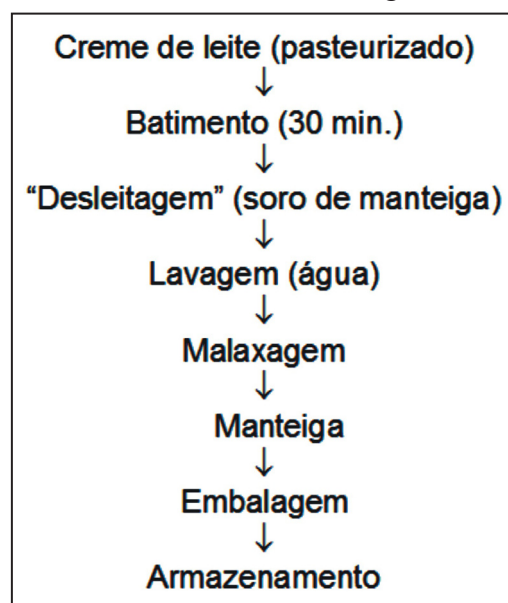 Creme de leite (pasteurizado)
↓
Batimento (30 min.)
↓
“Desleitagem” (soro de manteiga)
↓
Lavagem (água)
↓
Malaxagem
↓
Manteiga
↓
Embalagem
↓
Armazenamento